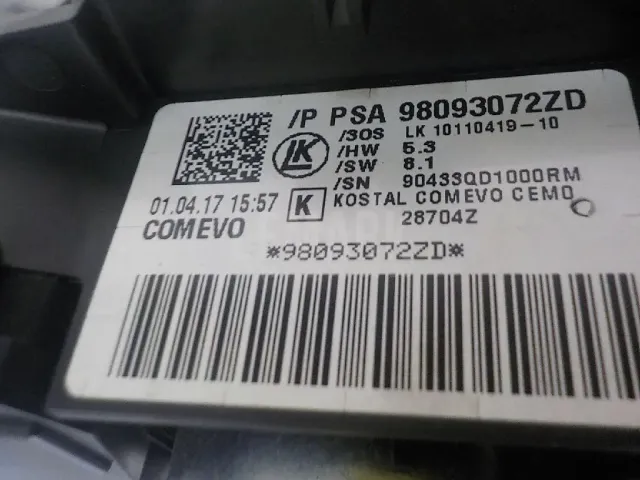 /P PSA 98093072ZD
/SOS LK 10110419-10
/HW 5.3
/SW 8.1
/SN 90433QD1000RM
LK
01.04.17 15:57 K KOSTAL COMEVO CEMO
COMEVO 28704Z
*98093072ZD*